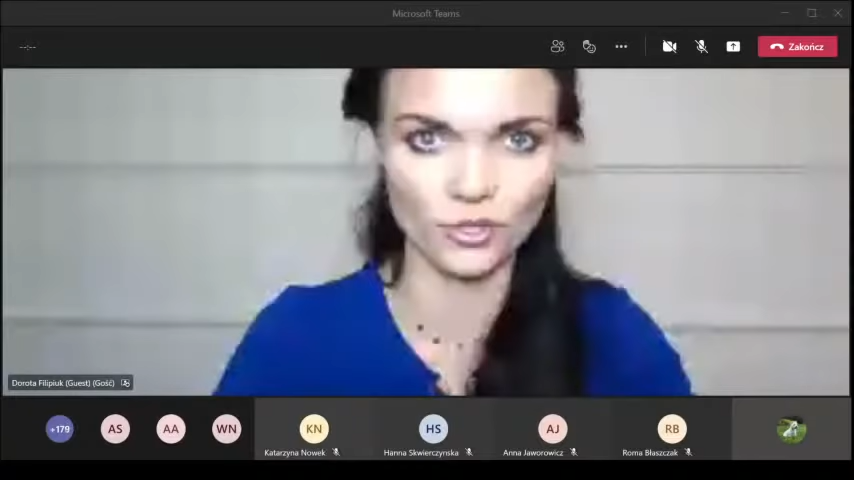 Microsoft Teams
--:--
Zakończ
Dorota Filipiuk (Guest) (Gość)
+179
AS
AA
WN
KN
HS
AJ
RB
Katarzyna Nowek
Hanna Skwierczynska
Anna Jaworowicz
Roma Błaszczak